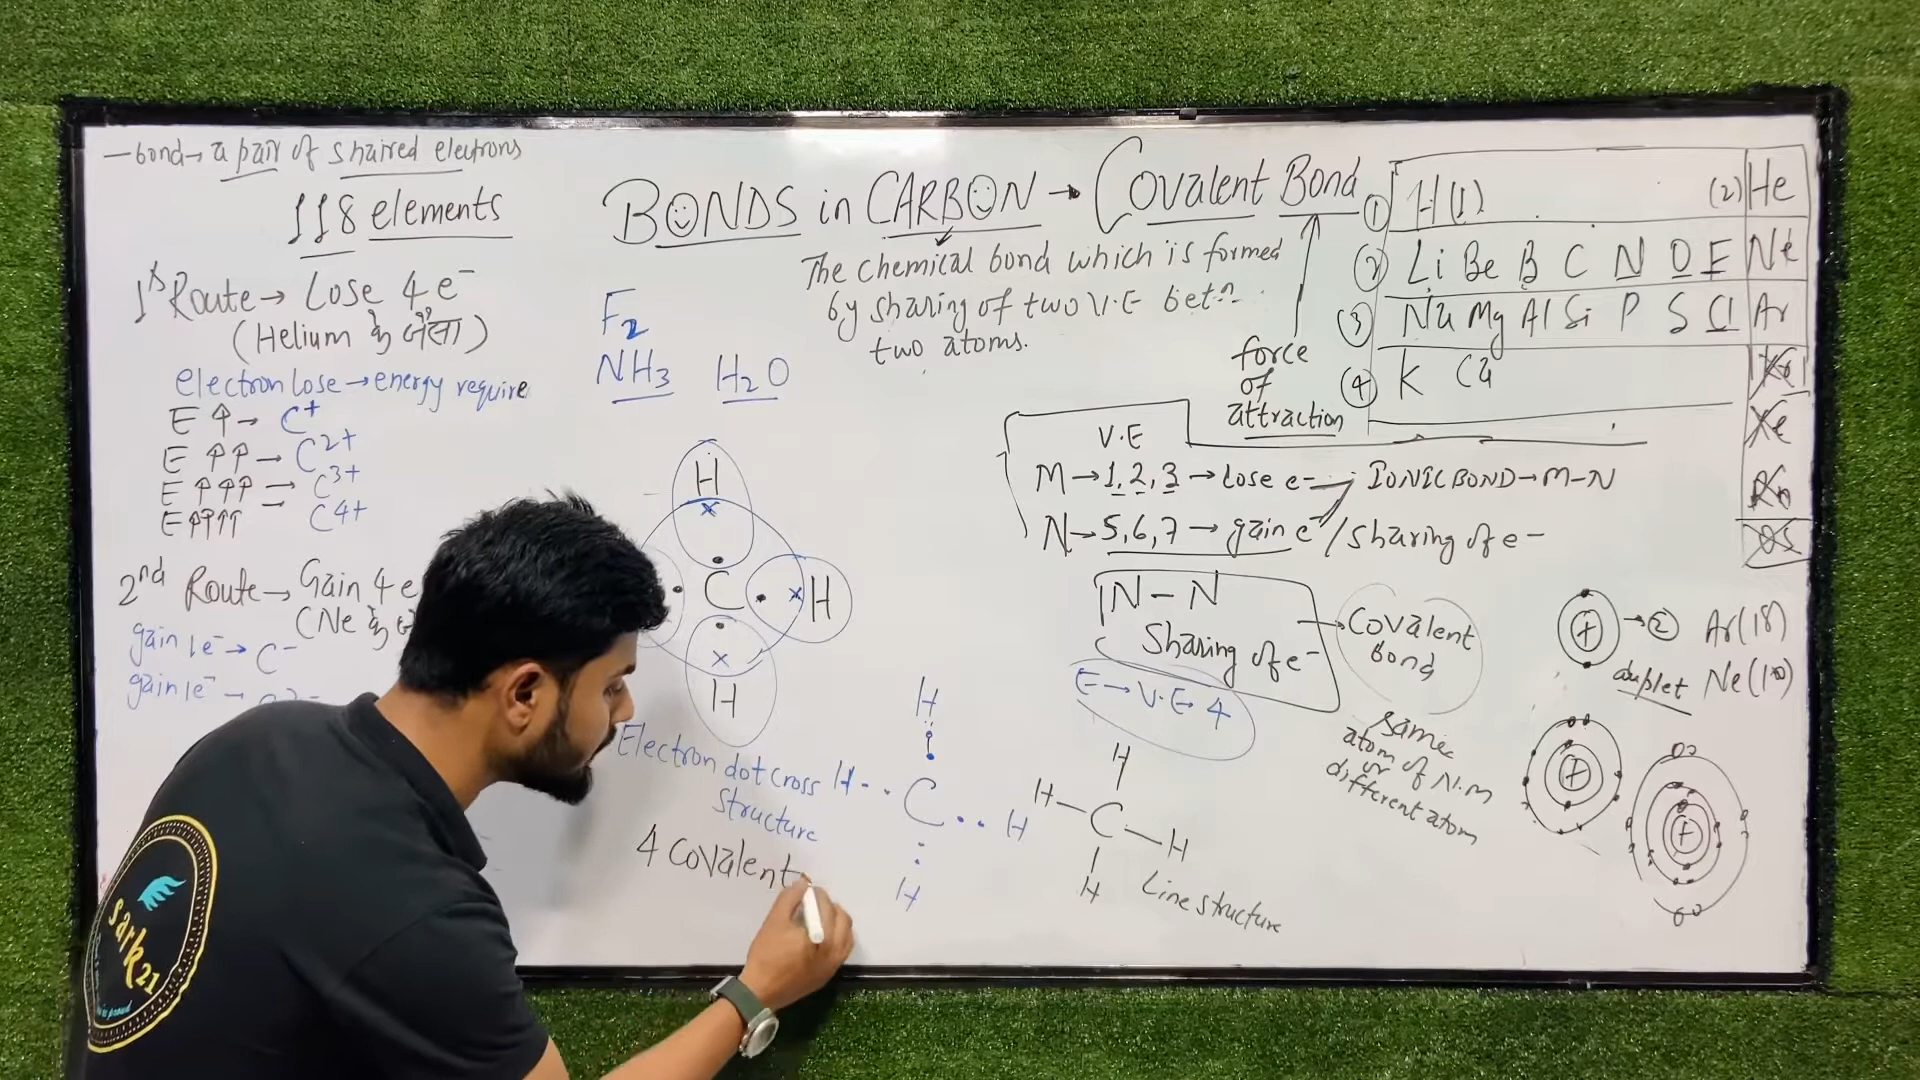 —bond→ a pair of shaired electrons
118 elements
1st Route → Lose 4e⁻
(Helium के जैसा)
electron lose → energy require
E ↑ → C⁺
E ↑↑ → C²⁺
E ↑↑↑ → C³⁺
E ↑↑↑↑ C⁴⁺
2nd Route → Gain 4 e
(Ne के
gain 1e⁻ → C⁻
gain 1e⁻ →
BONDS in CARBON → Covalent Bond
The chemical bond which is formed
by sharing of two V.E betⁿ
two atoms.
force
of
attraction
F₂
NH₃ H₂O
H
C H
H
Electron dot cross
structure
4 covalent
H
H C H
H
H
H—C—H
H
Line structure
① H(1) (2) He
② Li Be B C N O F Ne
(3) Na Mg Al Si P S Cl Ar
④ K Ca Kr
Xe
Rn
Os
V.E
M → 1, 2, 3 → Lose e⁻ IONIC BOND → M–N
N → 5, 6, 7 → gain e⁻ / sharing of e⁻
N – N
Sharing of e⁻
→ Covalent
Bond
E → V.E → 4
same
atom of N.M
or
different atom
+ → ② Ar(18)
duplet Ne(10)
+
+
sark21